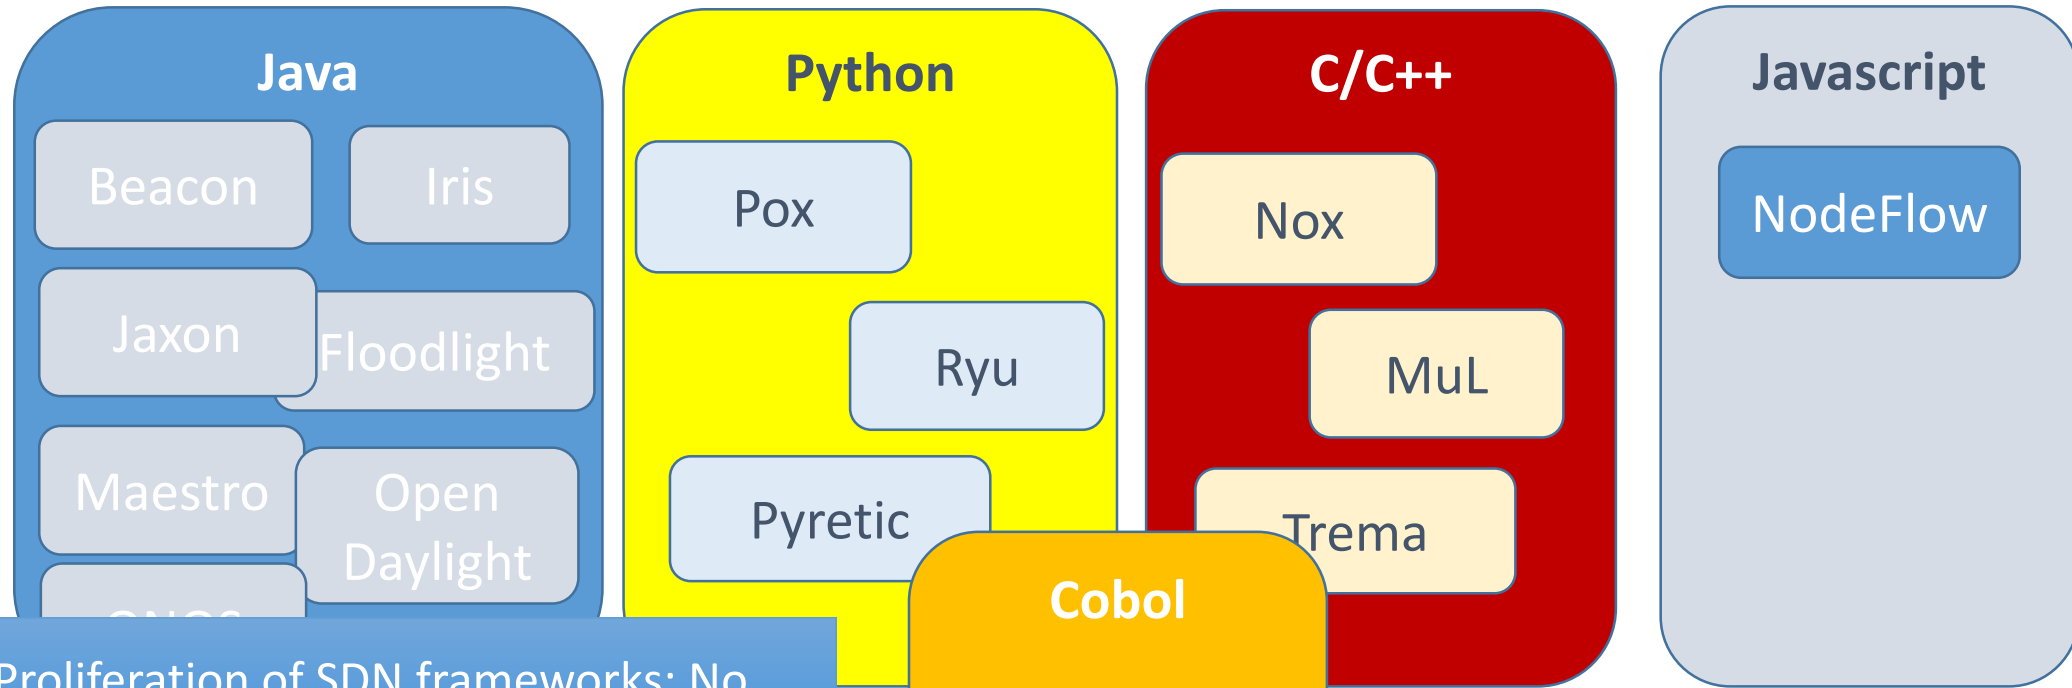 Java
Beacon
Iris
Jaxon
Floodlight
Maestro
Open
Daylight
ONOS
Python
Pox
Ryu
Pyretic
C/C++
Nox
MuL
Trema
Javascript
NodeFlow
Cobol
Proliferation of SDN frameworks: No